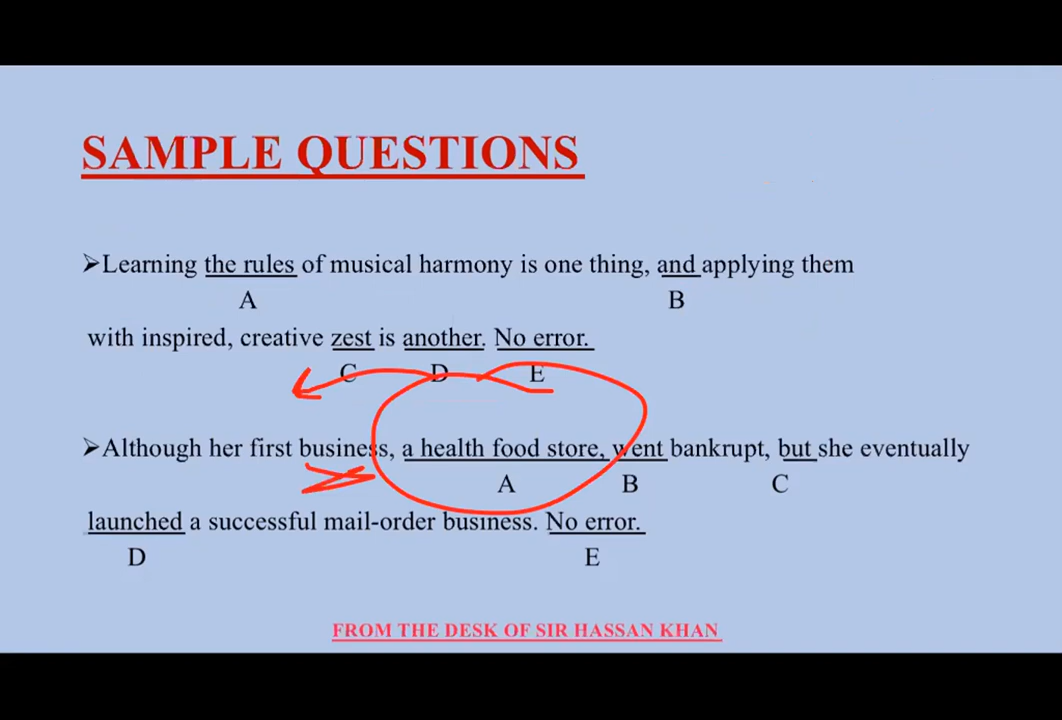 SAMPLE QUESTIONS
➤Learning the rules of musical harmony is one thing, and applying them
A B
with inspired, creative zest is another. No error.
C D E
➤Although her first business, a health food store, went bankrupt, but she eventually
A B C
launched a successful mail-order business. No error.
D E
FROM THE DESK OF SIR HASSAN KHAN